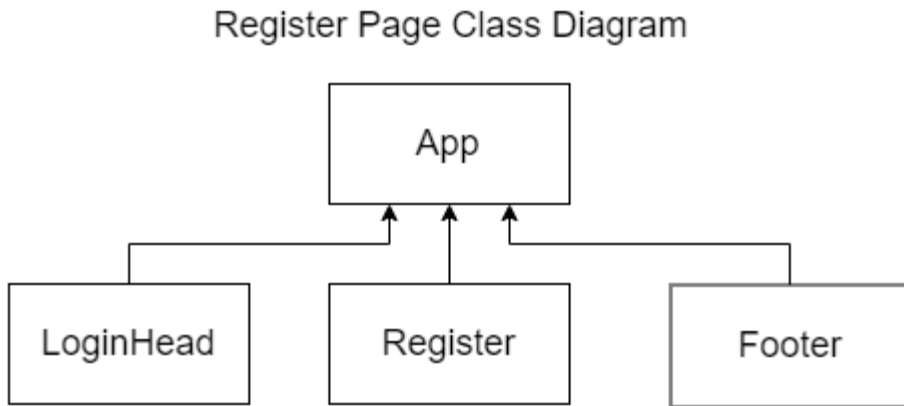 Register Page Class Diagram
App
LoginHead
Register
Footer